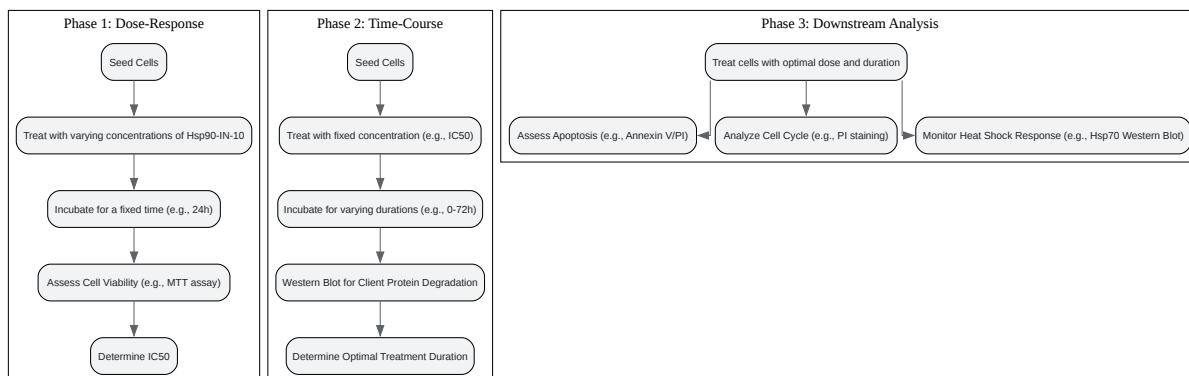 Phase 1: Dose-Response
Seed Cells
Treat with varying concentrations of Hsp90-IN-10
Incubate for a fixed time (e.g., 24h)
Assess Cell Viability (e.g., MTT assay)
Determine IC50
Phase 2: Time-Course
Seed Cells
Treat with fixed concentration (e.g., IC50)
Incubate for varying durations (e.g., 0-72h)
Western Blot for Client Protein Degradation
Determine Optimal Treatment Duration
Phase 3: Downstream Analysis
Treat cells with optimal dose and duration
Assess Apoptosis (e.g., Annexin V/PI)
Analyze Cell Cycle (e.g., PI staining)
Monitor Heat Shock Response (e.g., Hsp70 Western Blot)